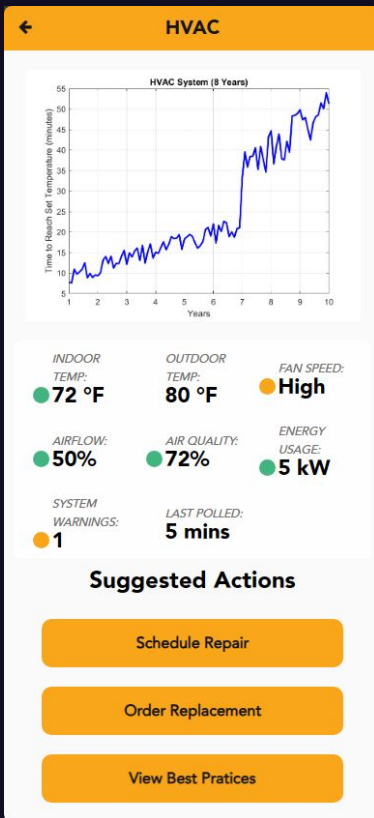 HVAC
HVAC System (8 Years)
Time to Reach Set Temperature (minutes)
55
50
45
40
35
30
25
20
15
10
5
1 2 3 4 5 6 7 8 9 10
Years
INDOOR
TEMP:
72 °F
OUTDOOR
TEMP:
80 °F
FAN SPEED:
High
AIRFLOW:
50%
AIR QUALITY:
72%
ENERGY
USAGE:
5 kW
SYSTEM
WARNINGS:
1
LAST POLLED:
5 mins
Suggested Actions
Schedule Repair
Order Replacement
View Best Pratices